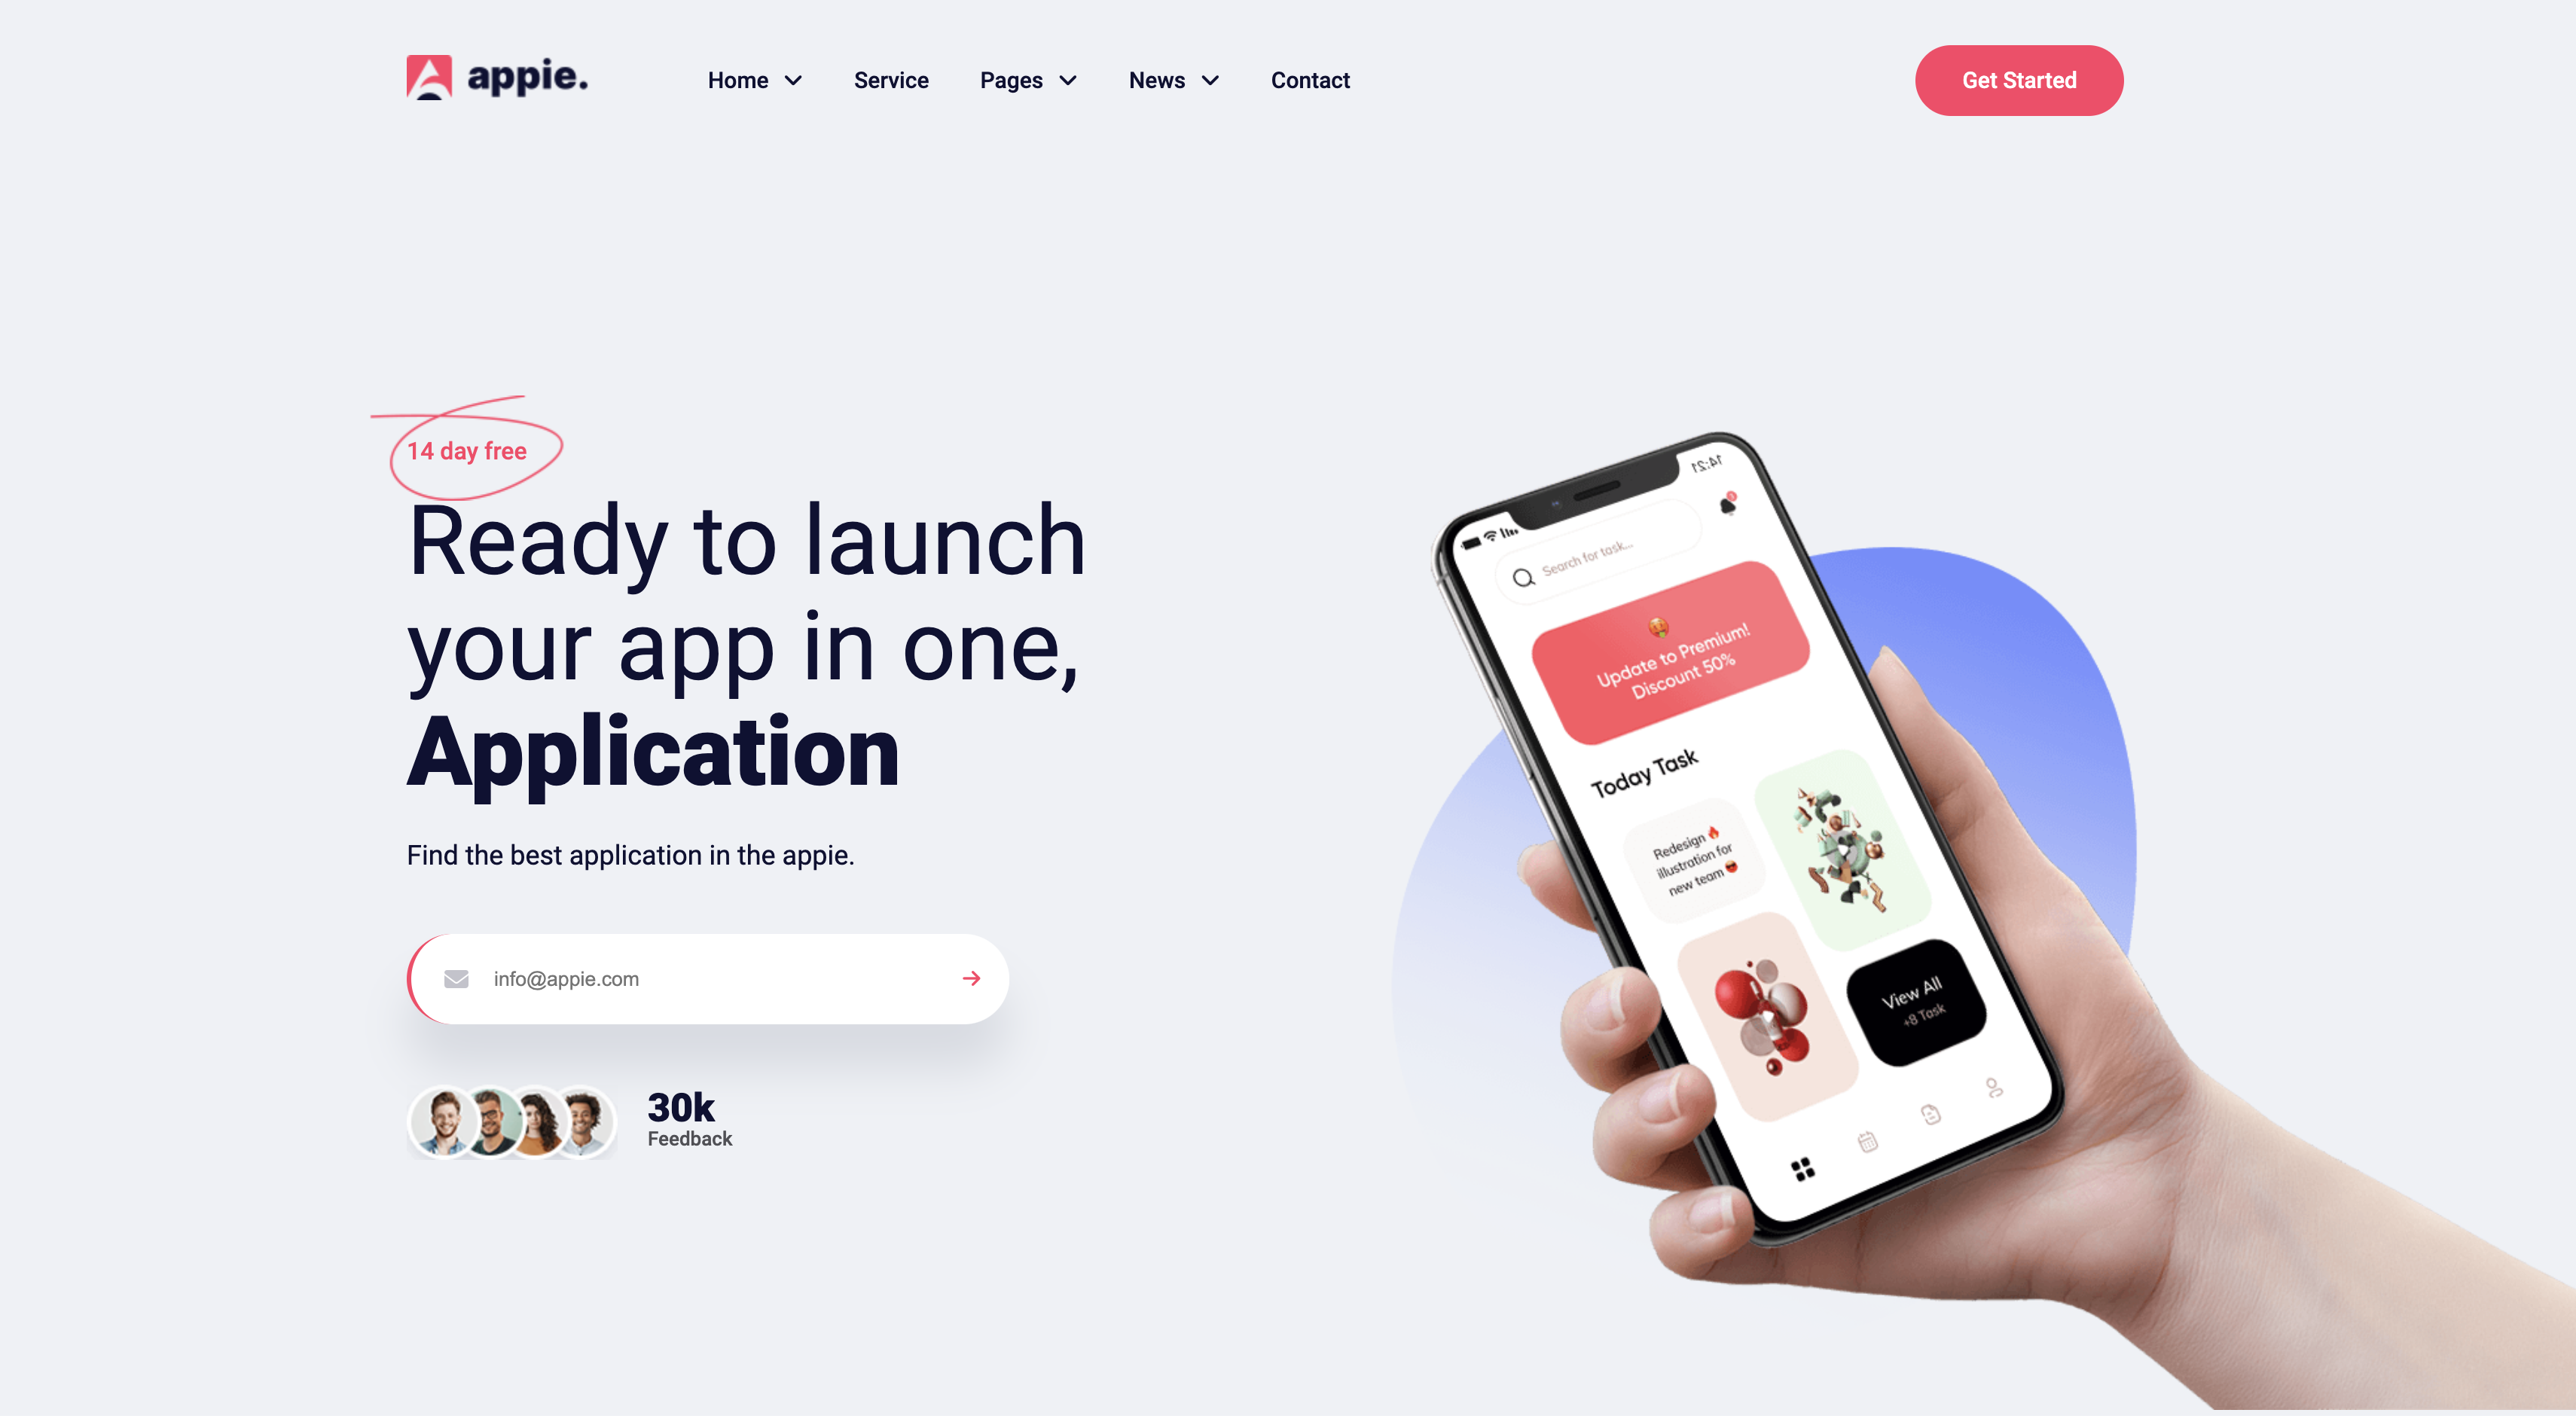 appie.
Home
Service
Pages
News
Contact
Get Started
14 day free
Ready to launch
your app in one,
Application
Find the best application in the appie.
info@appie.com
30k
Feedback
14:21
Search for task...
Update to Premium!
Discount 50%
Today Task
Redesign 🔥
illustration for
new team 😎
View All
+8 Task